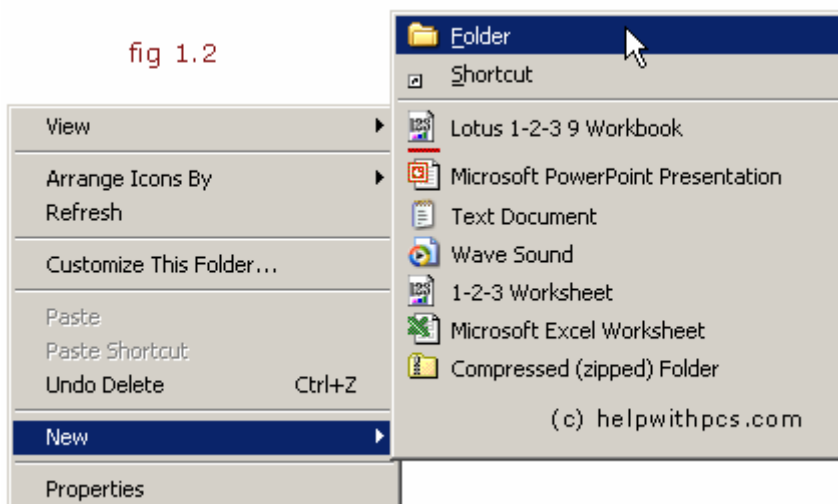 fig 1.2
View
Arrange Icons By
Refresh
Customize This Folder...
Paste
Paste Shortcut
Undo Delete Ctrl+Z
New
Properties
Folder
Shortcut
Lotus 1-2-3 9 Workbook
Microsoft PowerPoint Presentation
Text Document
Wave Sound
1-2-3 Worksheet
Microsoft Excel Worksheet
Compressed (zipped) Folder
(c) helpwithpcs.com